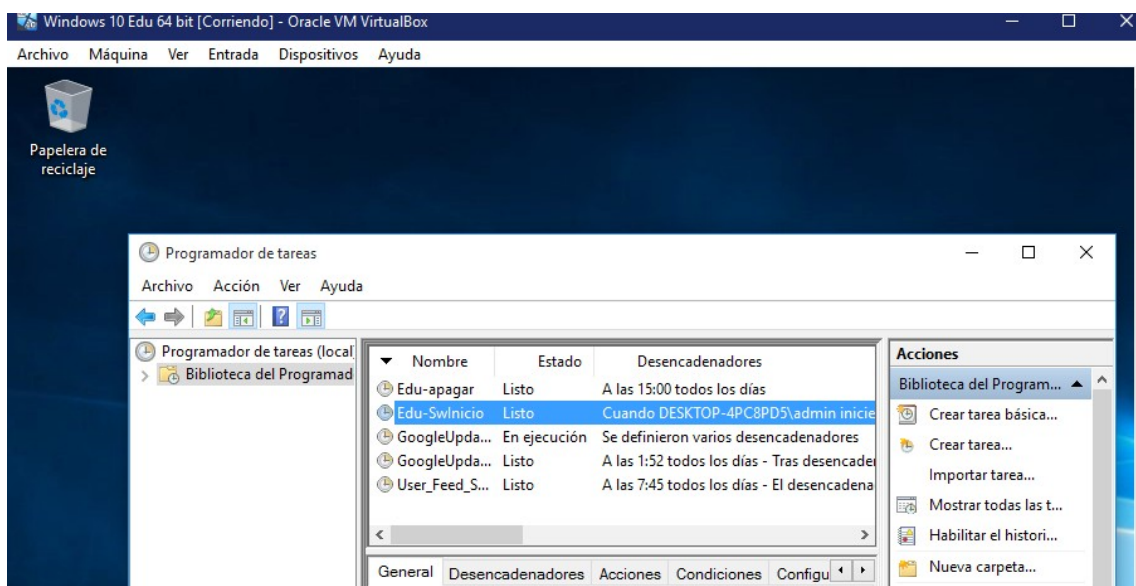 Windows 10 Edu 64 bit [Corriendo] - Oracle VM VirtualBox
Archivo Máquina Ver Entrada Dispositivos Ayuda
Papelera de
reciclaje
Programador de tareas
Archivo Acción Ver Ayuda
Programador de tareas (local
Biblioteca del Programad
Nombre Estado Desencadenadores
Edu-apagar Listo A las 15:00 todos los días
Edu-SwInicio Listo Cuando DESKTOP-4PC8PD5\admin inicie
GoogleUpda... En ejecución Se definieron varios desencadenadores
GoogleUpda... Listo A las 1:52 todos los días - Tras desencader
User_Feed_S... Listo A las 7:45 todos los días - El desencadena
General Desencadenadores Acciones Condiciones Configu
Acciones
Biblioteca del Program...
Crear tarea básica...
Crear tarea...
Importar tarea...
Mostrar todas las t...
Habilitar el histori...
Nueva carpeta...